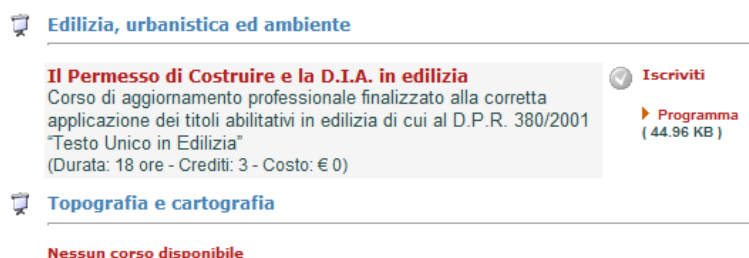 Edilizia, urbanistica ed ambiente
Il Permesso di Costruire e la D.I.A. in edilizia
Corso di aggiornamento professionale finalizzato alla corretta
applicazione dei titoli abilitativi in edilizia di cui al D.P.R. 380/2001
“Testo Unico in Edilizia”
(Durata: 18 ore - Crediti: 3 - Costo: € 0)
Iscriviti
Programma
( 44.96 KB )
Topografia e cartografia
Nessun corso disponibile